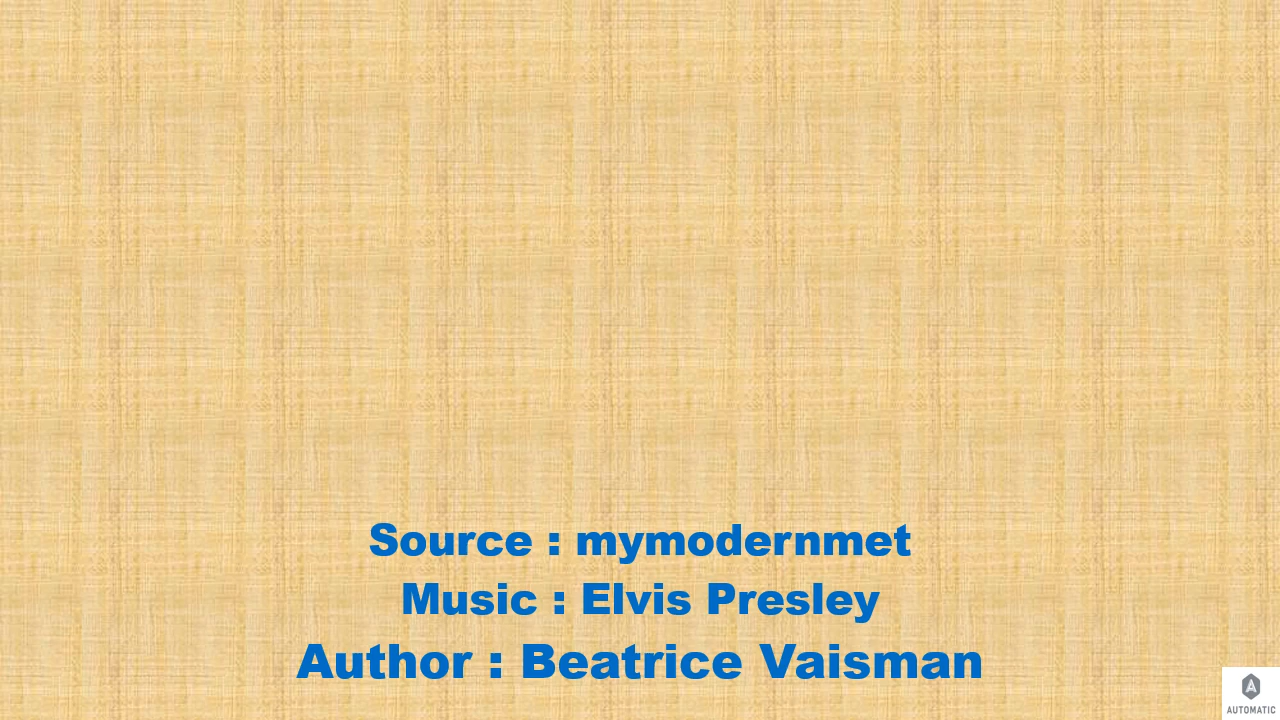 Source : mymodernmet
Music : Elvis Presley
Author : Beatrice Vaisman
AUTOMATIC